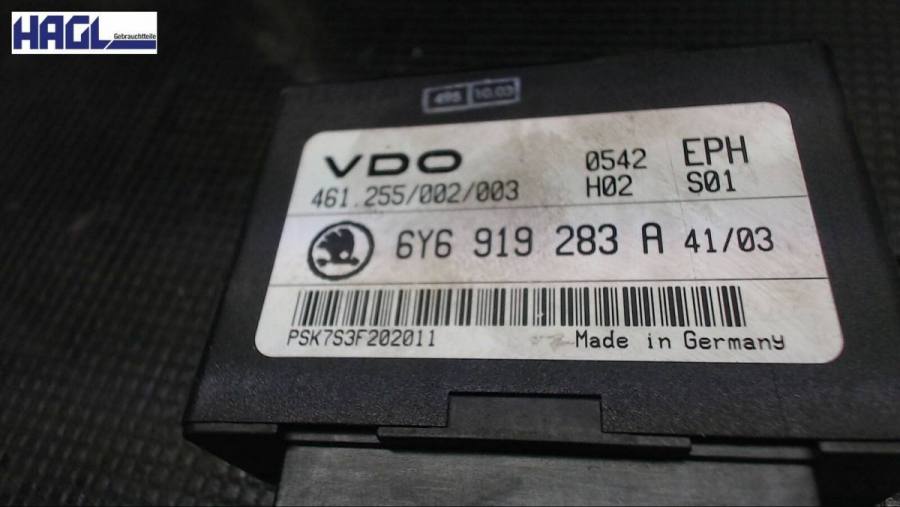 HAGL
Gebrauchtteile
495 10.03
VDO 0542 EPH
461.255/002/003 H02 S01
6Y6 919 283 A 41/03
PSK7S3F202011 Made in Germany